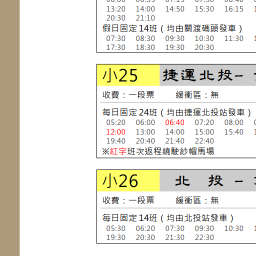 13:20 14:00 14:50 15:30 16:15
20:30 21:10
假日固定14班（均由關渡碼頭發車）
07:30 08:30 09:30 10:30 11:30
17:30 18:30 19:30 20:30
小25 捷運北投-
收費：一段票 緩衝區：無
每日固定24班（均由捷運北投站發車）
05:20 06:00 06:40 07:20 08:00
12:00 13:00 14:00 15:00 15:40
19:40 20:40 21:40 22:40
※紅字班次返程繞駛紗帽馬場
小26 北 投-
收費：一段票 緩衝區：無
每日固定14班（均由北投站發車）
05:30 06:20 07:30 09:30 10:30
19:30 20:30 21:30 22:30